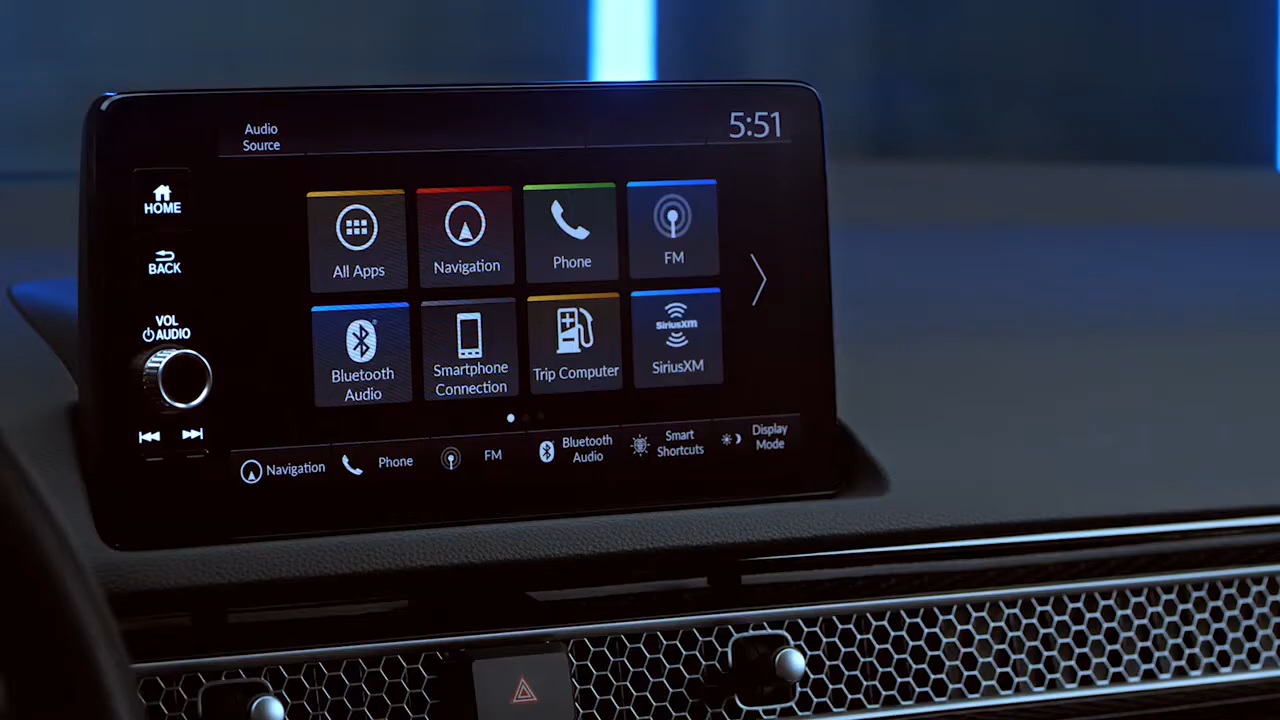 Audio
Source
5:51
HOME
BACK
VOL
AUDIO
All Apps
Navigation
Phone
FM
Bluetooth
Audio
Smartphone
Connection
Trip Computer
SiriusXM
SiriusXM
Navigation
Phone
FM
Bluetooth
Audio
Smart
Shortcuts
Display
Mode